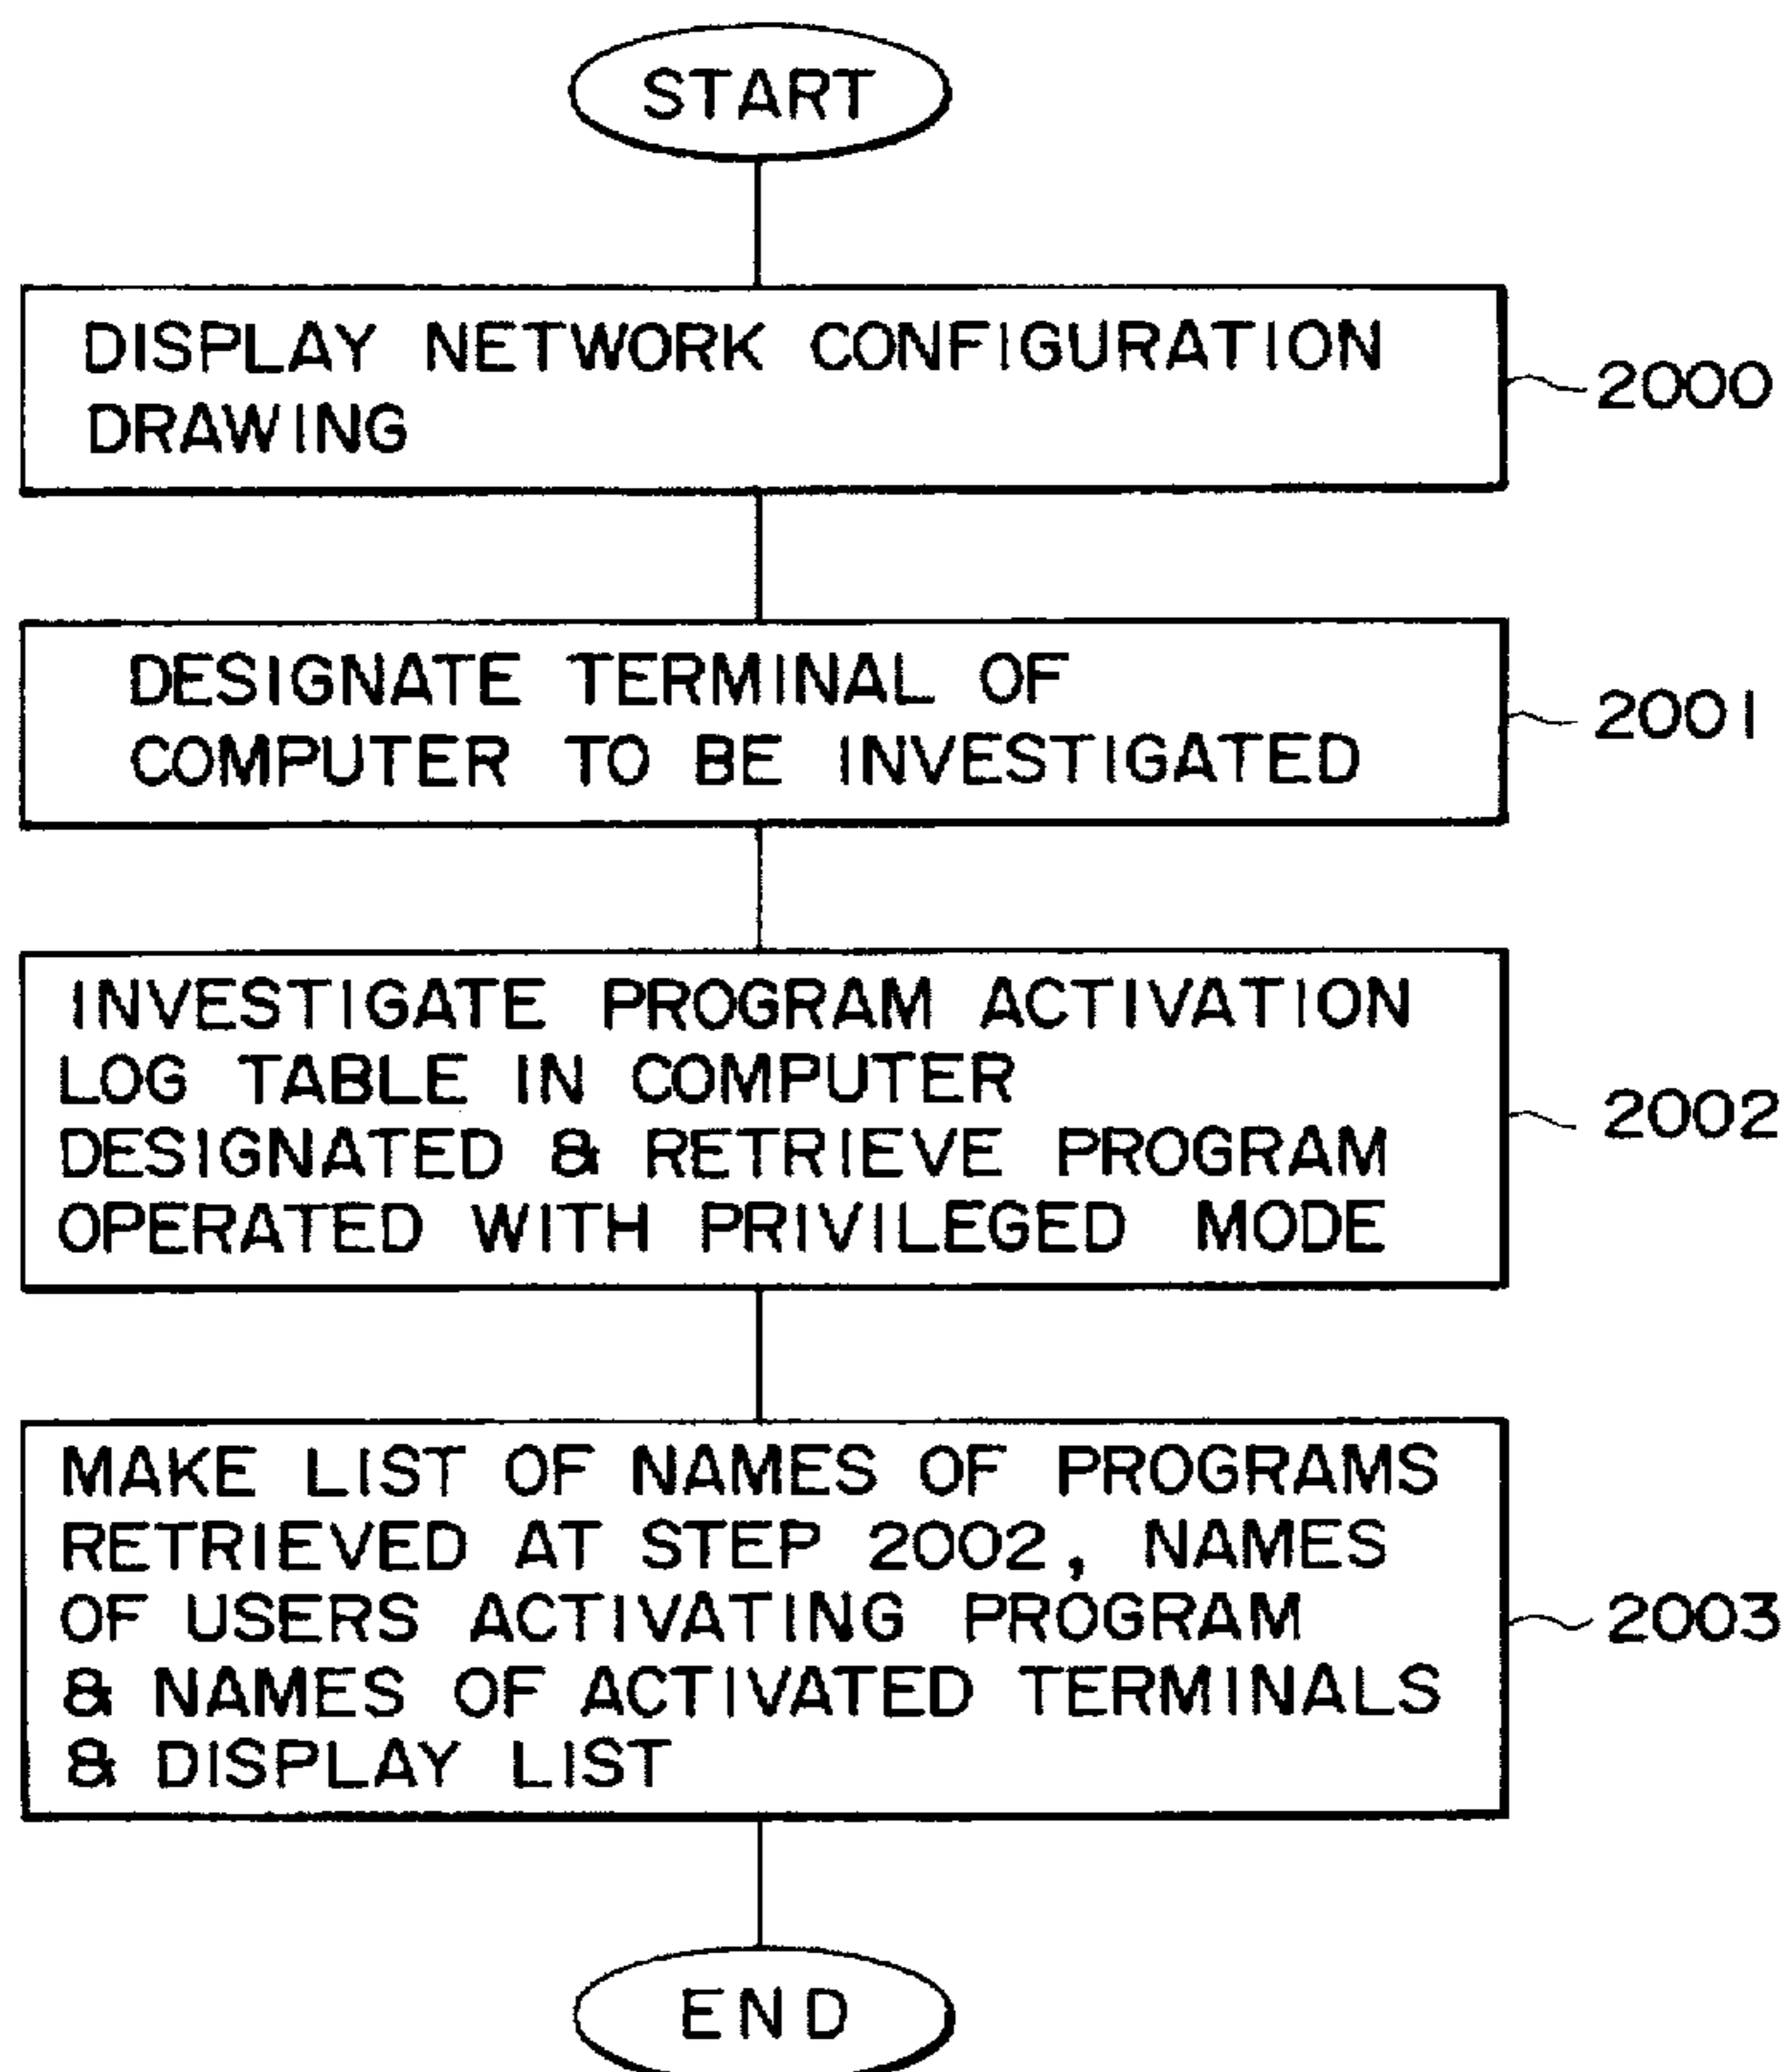 START
DISPLAY NETWORK CONFIGURATION
DRAWING
2000
DESIGNATE TERMINAL OF
COMPUTER TO BE INVESTIGATED
2001
INVESTIGATE PROGRAM ACTIVATION
LOG TABLE IN COMPUTER
DESIGNATED & RETRIEVE PROGRAM
OPERATED WITH PRIVILEGED MODE
2002
MAKE LIST OF NAMES OF PROGRAMS
RETRIEVED AT STEP 2002, NAMES
OF USERS ACTIVATING PROGRAM
& NAMES OF ACTIVATED TERMINALS
& DISPLAY LIST
2003
END